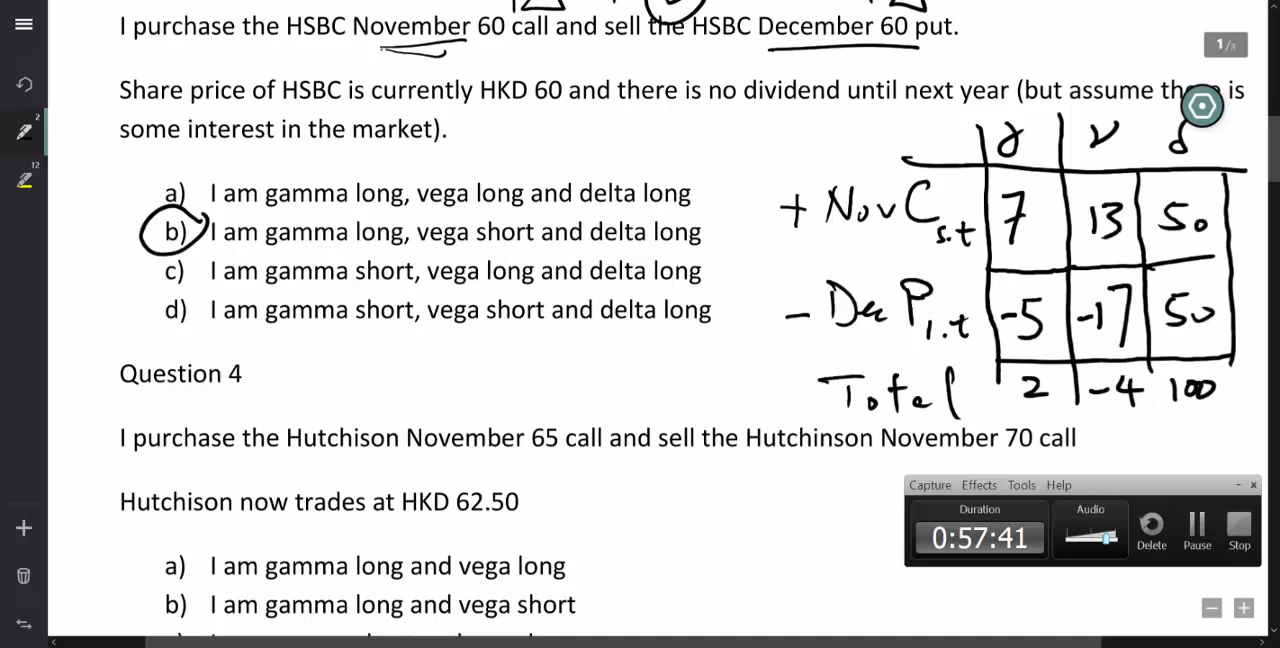 I purchase the HSBC November 60 call and sell the HSBC December 60 put.
1/3
Share price of HSBC is currently HKD 60 and there is no dividend until next year (but assume is
some interest in the market).
2
12
a) I am gamma long, vega long and delta long
b) I am gamma long, vega short and delta long
c) I am gamma short, vega long and delta long
d) I am gamma short, vega short and delta long
γ ν δ
+ Nov C s.t 7 13 50
- Dec P l.t -5 -17 50
Total 2 -4 100
Question 4
I purchase the Hutchison November 65 call and sell the Hutchinson November 70 call
Hutchison now trades at HKD 62.50
a) I am gamma long and vega long
b) I am gamma long and vega short
Capture Effects Tools Help - x
Duration Audio
0:57:41 Delete Pause Stop